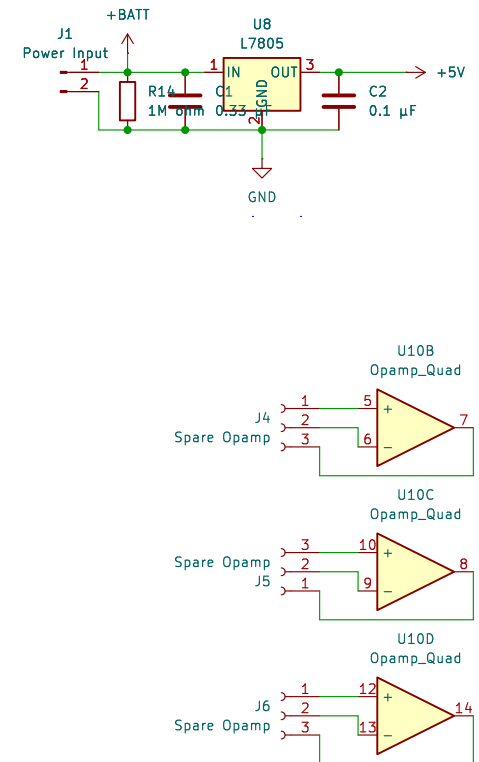 +BATT
J1
Power Input
1
2
U8
L7805
1 IN OUT 3
GND
2
+5V
R14
1M ohm
C1
0.33 µF
C2
0.1 µF
GND
U10B
Opamp_Quad
J4
Spare Opamp
1
2
3
5 +
6 −
7
U10C
Opamp_Quad
Spare Opamp
J5
3
2
1
10 +
9 −
8
U10D
Opamp_Quad
J6
Spare Opamp
1
2
3
12 +
13 −
14